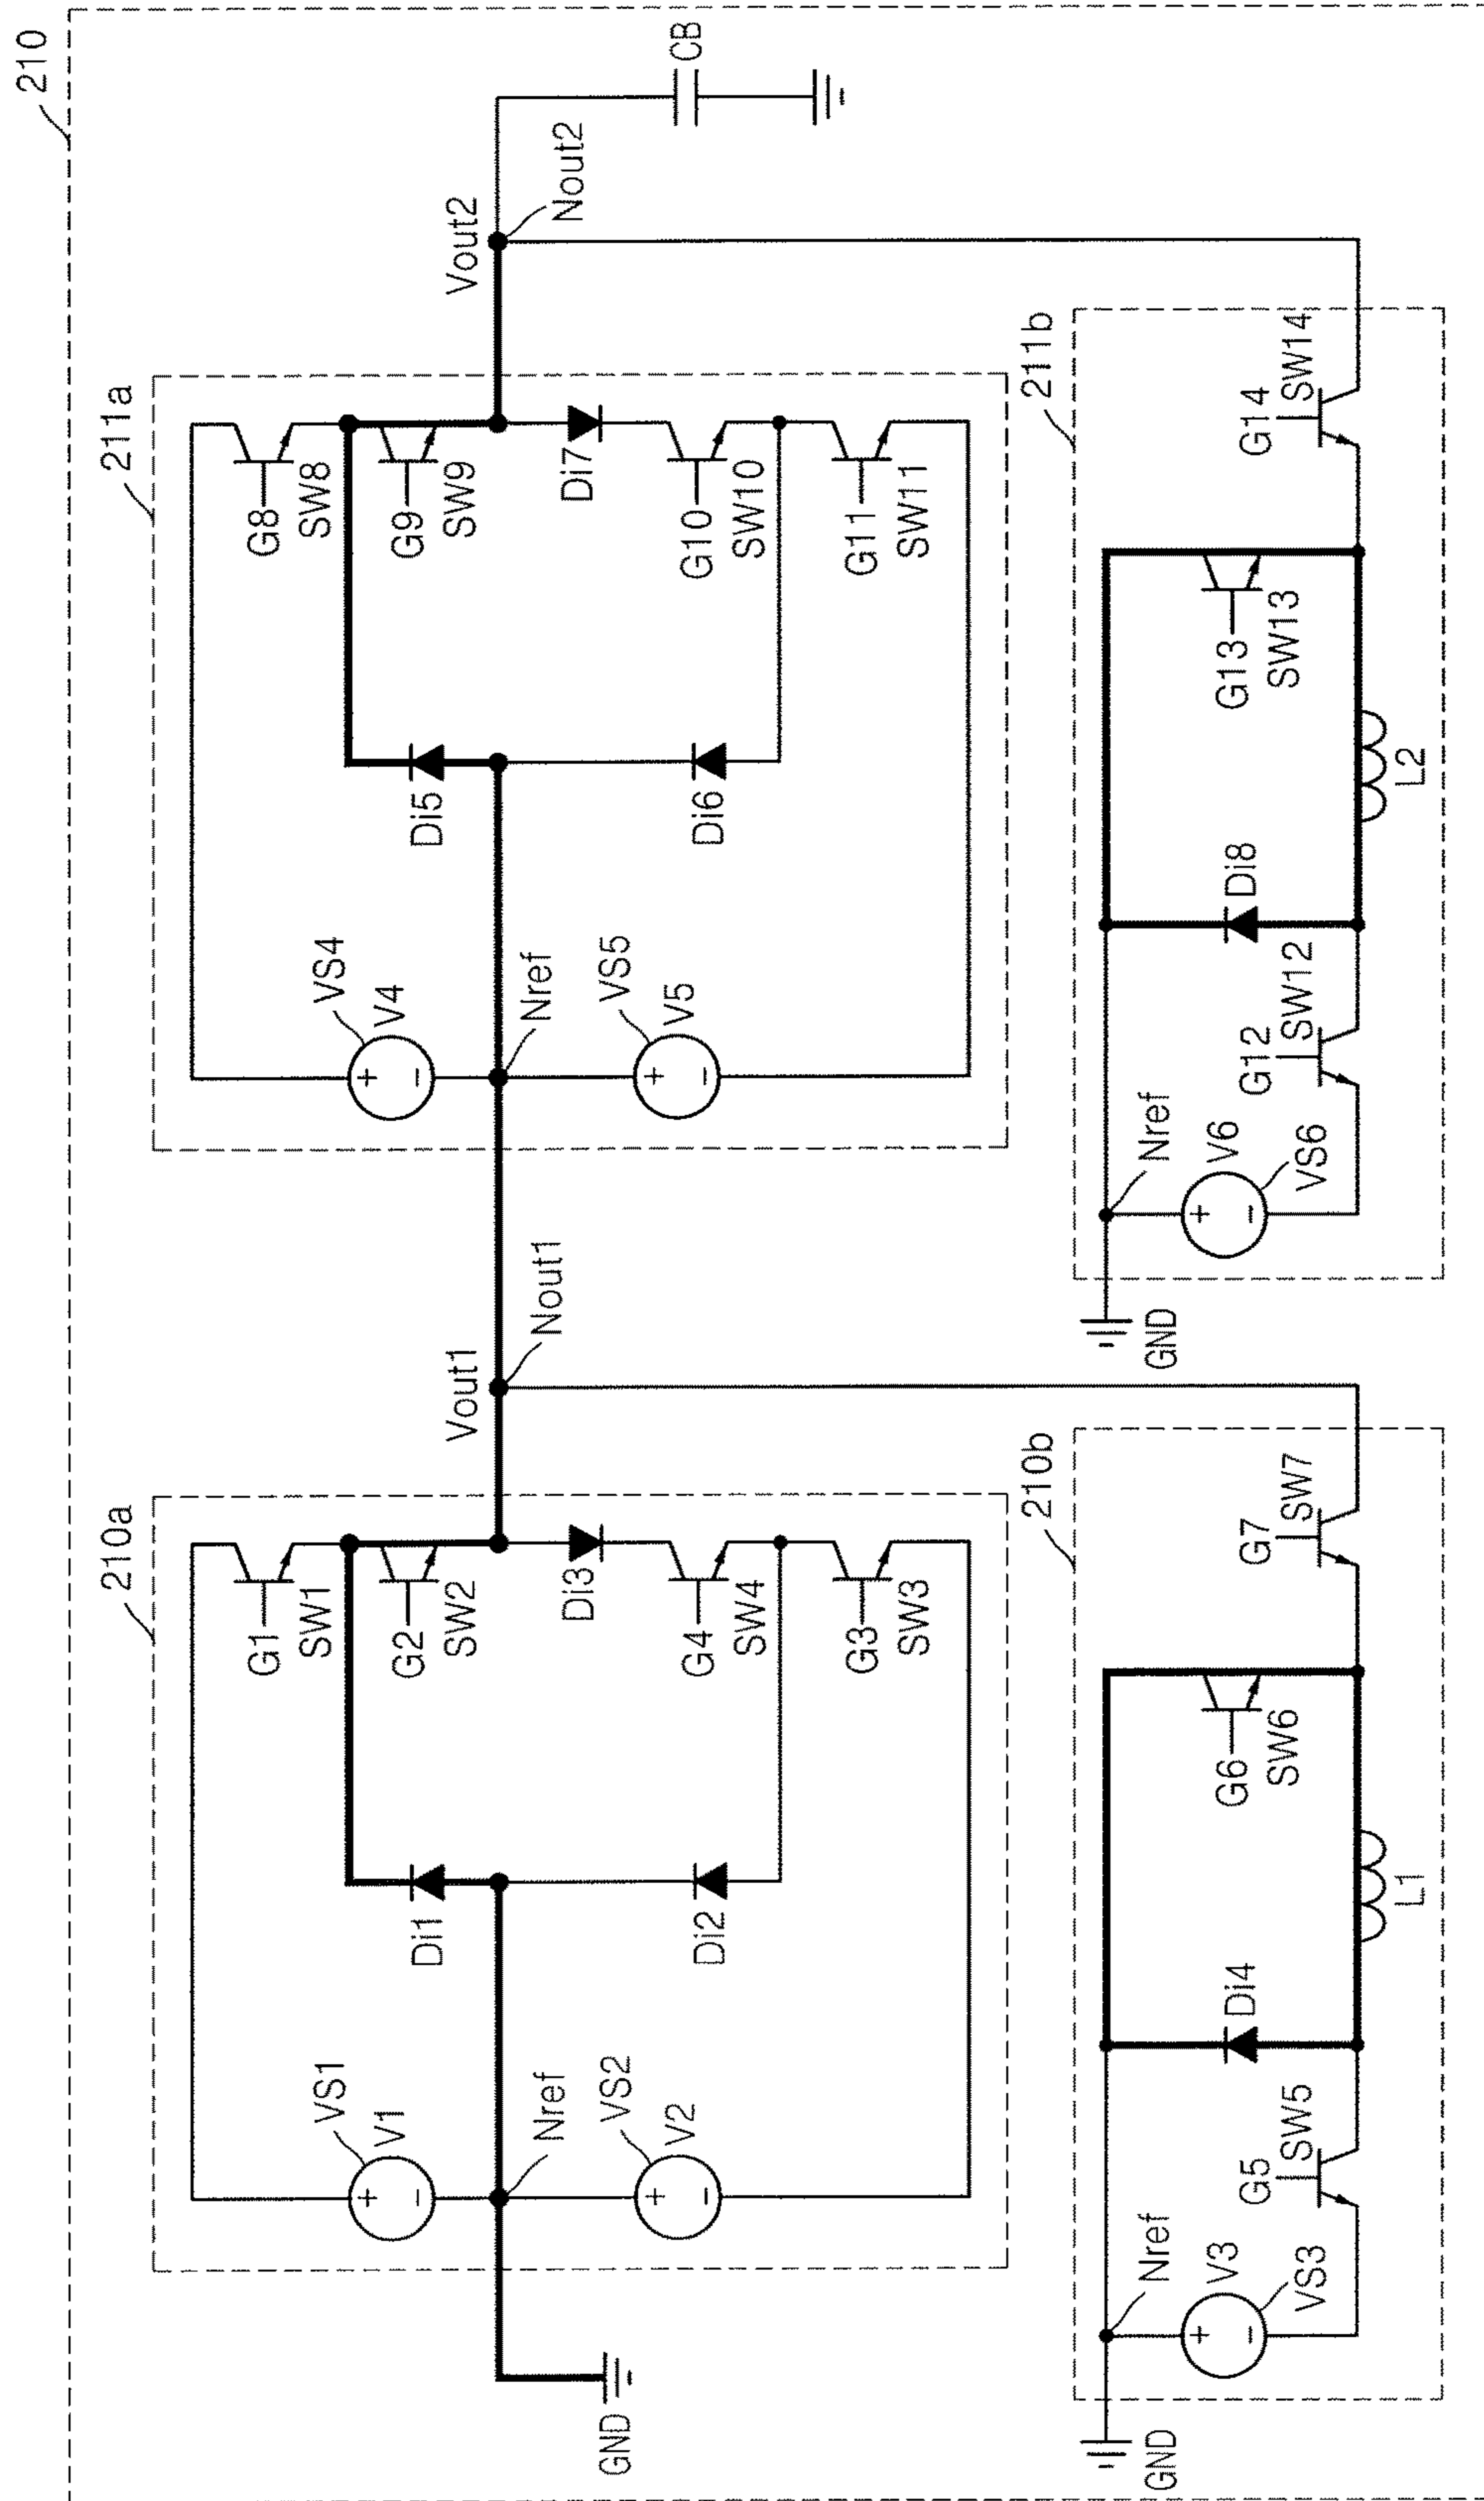 210
CB
Vout2
Nout2
211a
G8
SW8
G9
SW9
Di7
G10
SW10
G11
SW11
Di5
Di6
VS4
V4
+
−
Nref
VS5
V5
+
−
211b
G14
SW14
G13
SW13
L2
Di8
G12
SW12
Nref
V6
+
−
VS6
GND
Vout1
Nout1
210a
G1
SW1
G2
SW2
Di3
G4
SW4
G3
SW3
Di1
Di2
VS1
V1
+
−
Nref
VS2
V2
+
−
GND
210b
G7
SW7
G6
SW6
L1
Di4
G5
SW5
Nref
V3
+
−
VS3
GND